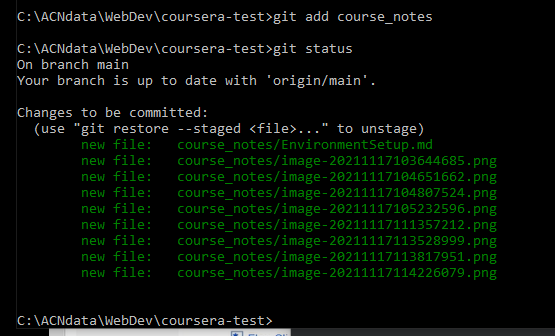 C:\ACNdata\WebDev\coursera-test>git add course_notes
C:\ACNdata\WebDev\coursera-test>git status
On branch main
Your branch is up to date with 'origin/main'.
Changes to be committed:
  (use "git restore --staged <file>..." to unstage)
        new file:   course_notes/EnvironmentSetup.md
        new file:   course_notes/image-20211117103644685.png
        new file:   course_notes/image-20211117104651662.png
        new file:   course_notes/image-20211117104807524.png
        new file:   course_notes/image-20211117105232596.png
        new file:   course_notes/image-20211117111357212.png
        new file:   course_notes/image-20211117113528999.png
        new file:   course_notes/image-20211117113817951.png
        new file:   course_notes/image-20211117114226079.png
C:\ACNdata\WebDev\coursera-test>